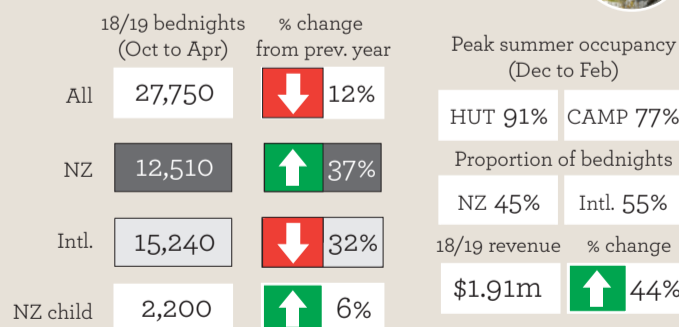 18/19 bednights
(Oct to Apr)
% change
from prev. year
All 27,750 12%
NZ 12,510 37%
Intl. 15,240 32%
NZ child 2,200 6%
Peak summer occupancy
(Dec to Feb)
HUT 91% CAMP 77%
Proportion of bednights
NZ 45% Intl. 55%
18/19 revenue % change
$1.91m 44%